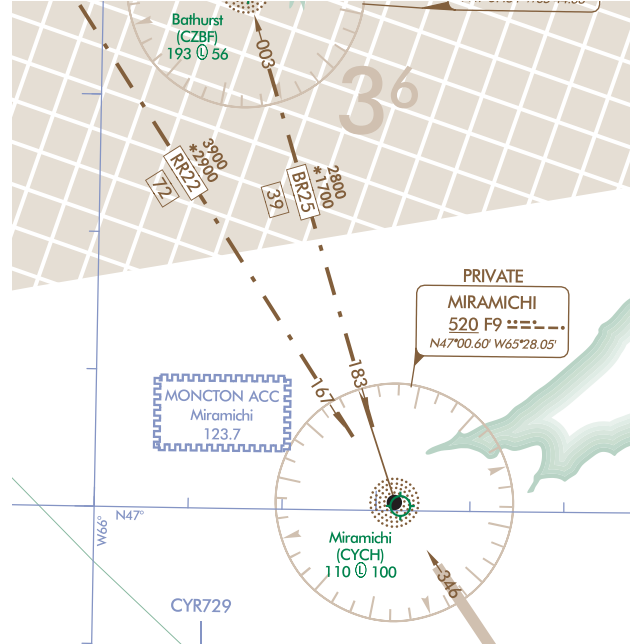 Bathurst
(CZBF)
193 Ⓛ 56
003
3⁶
3900
*2900
RR22
72
2800
*1700
BR25
39
PRIVATE
MIRAMICHI
520 F9
N47°00.60' W65°28.05'
183
167
MONCTON ACC
Miramichi
123.7
N47°
W66°
Miramichi
(CYCH)
110 Ⓛ 100
346
CYR729